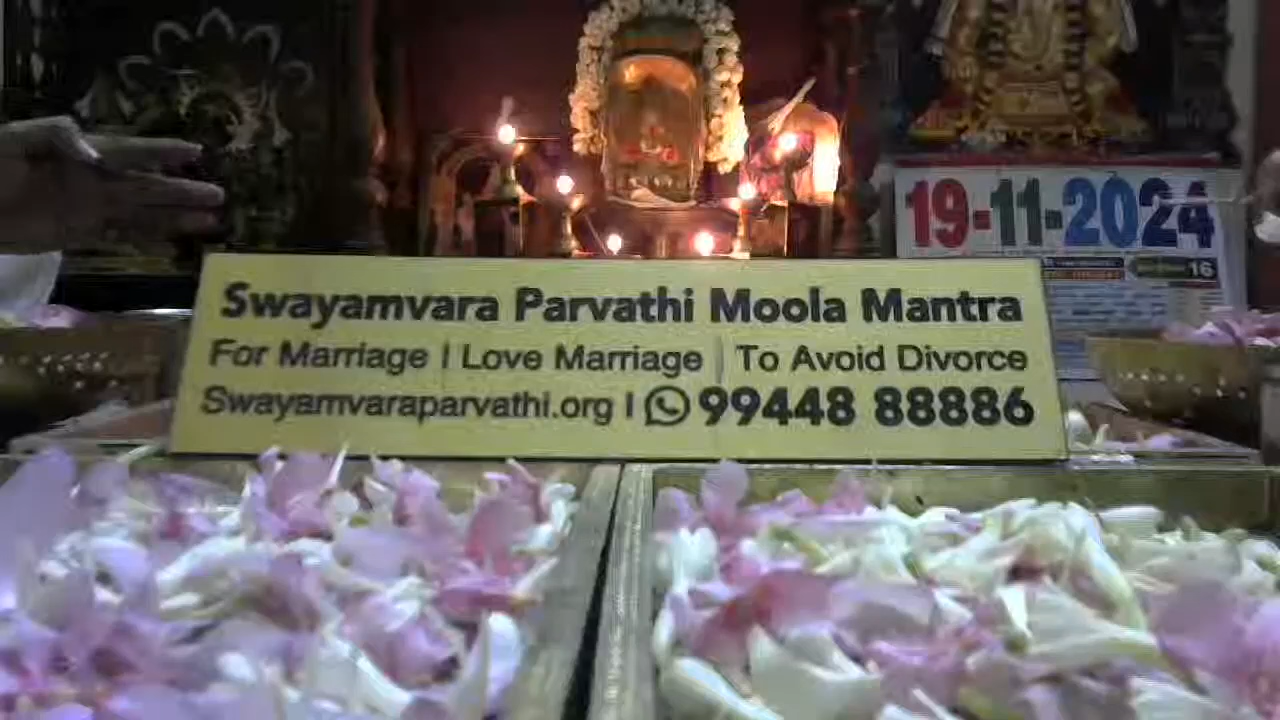 19-11-2024
16
Swayamvara Parvathi Moola Mantra
For Marriage | Love Marriage | To Avoid Divorce
Swayamvaraparvathi.org | 99448 88886